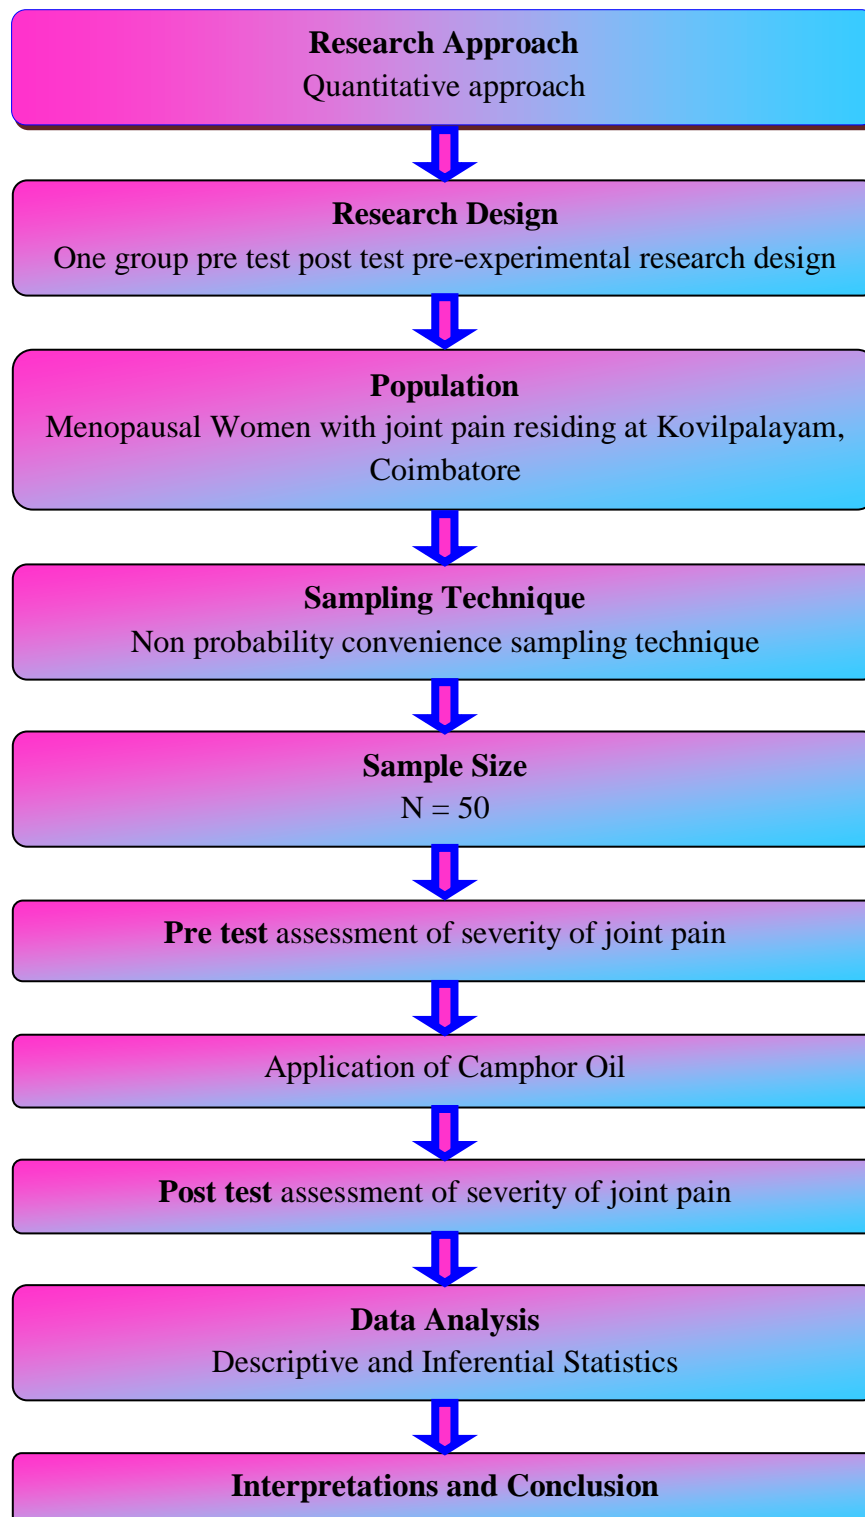 Research Approach
Quantitative approach
Research Design
One group pre test post test pre-experimental research design
Population
Menopausal Women with joint pain residing at Kovilpalayam,
Coimbatore
Sampling Technique
Non probability convenience sampling technique
Sample Size
N = 50
Pre test assessment of severity of joint pain
Application of Camphor Oil
Post test assessment of severity of joint pain
Data Analysis
Descriptive and Inferential Statistics
Interpretations and Conclusion